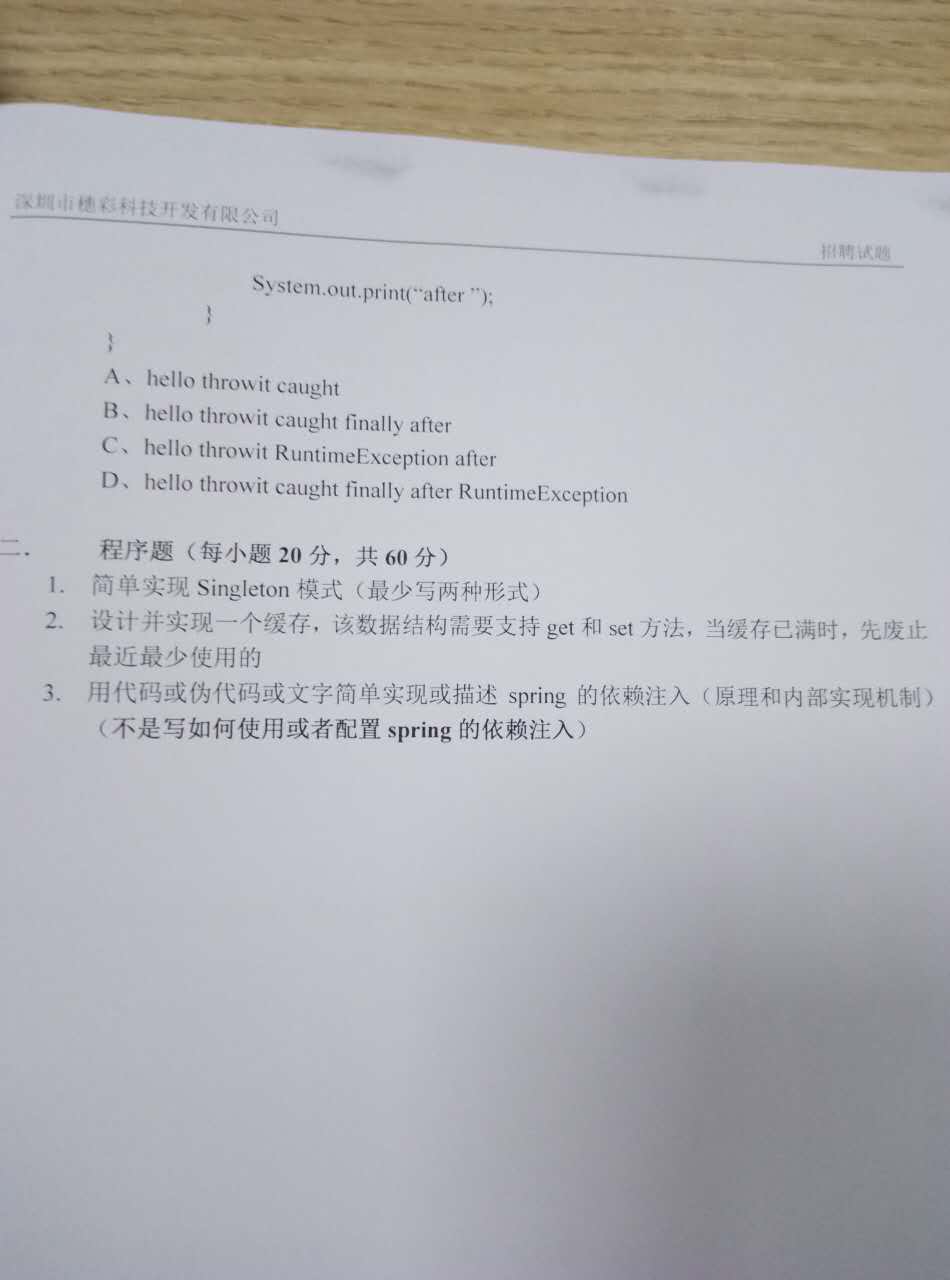 深圳市穗彩科技开发有限公司
招聘试题
System.out.print(“after ”);
}
}
A、hello throwit caught
B、hello throwit caught finally after
C、hello throwit RuntimeException after
D、hello throwit caught finally after RuntimeException
二. 程序题（每小题 20 分，共 60 分）
1. 简单实现 Singleton 模式（最少写两种形式）
2. 设计并实现一个缓存，该数据结构需要支持 get 和 set 方法，当缓存已满时，先废止
最近最少使用的
3. 用代码或伪代码或文字简单实现或描述 spring 的依赖注入（原理和内部实现机制）
（不是写如何使用或者配置 spring 的依赖注入）